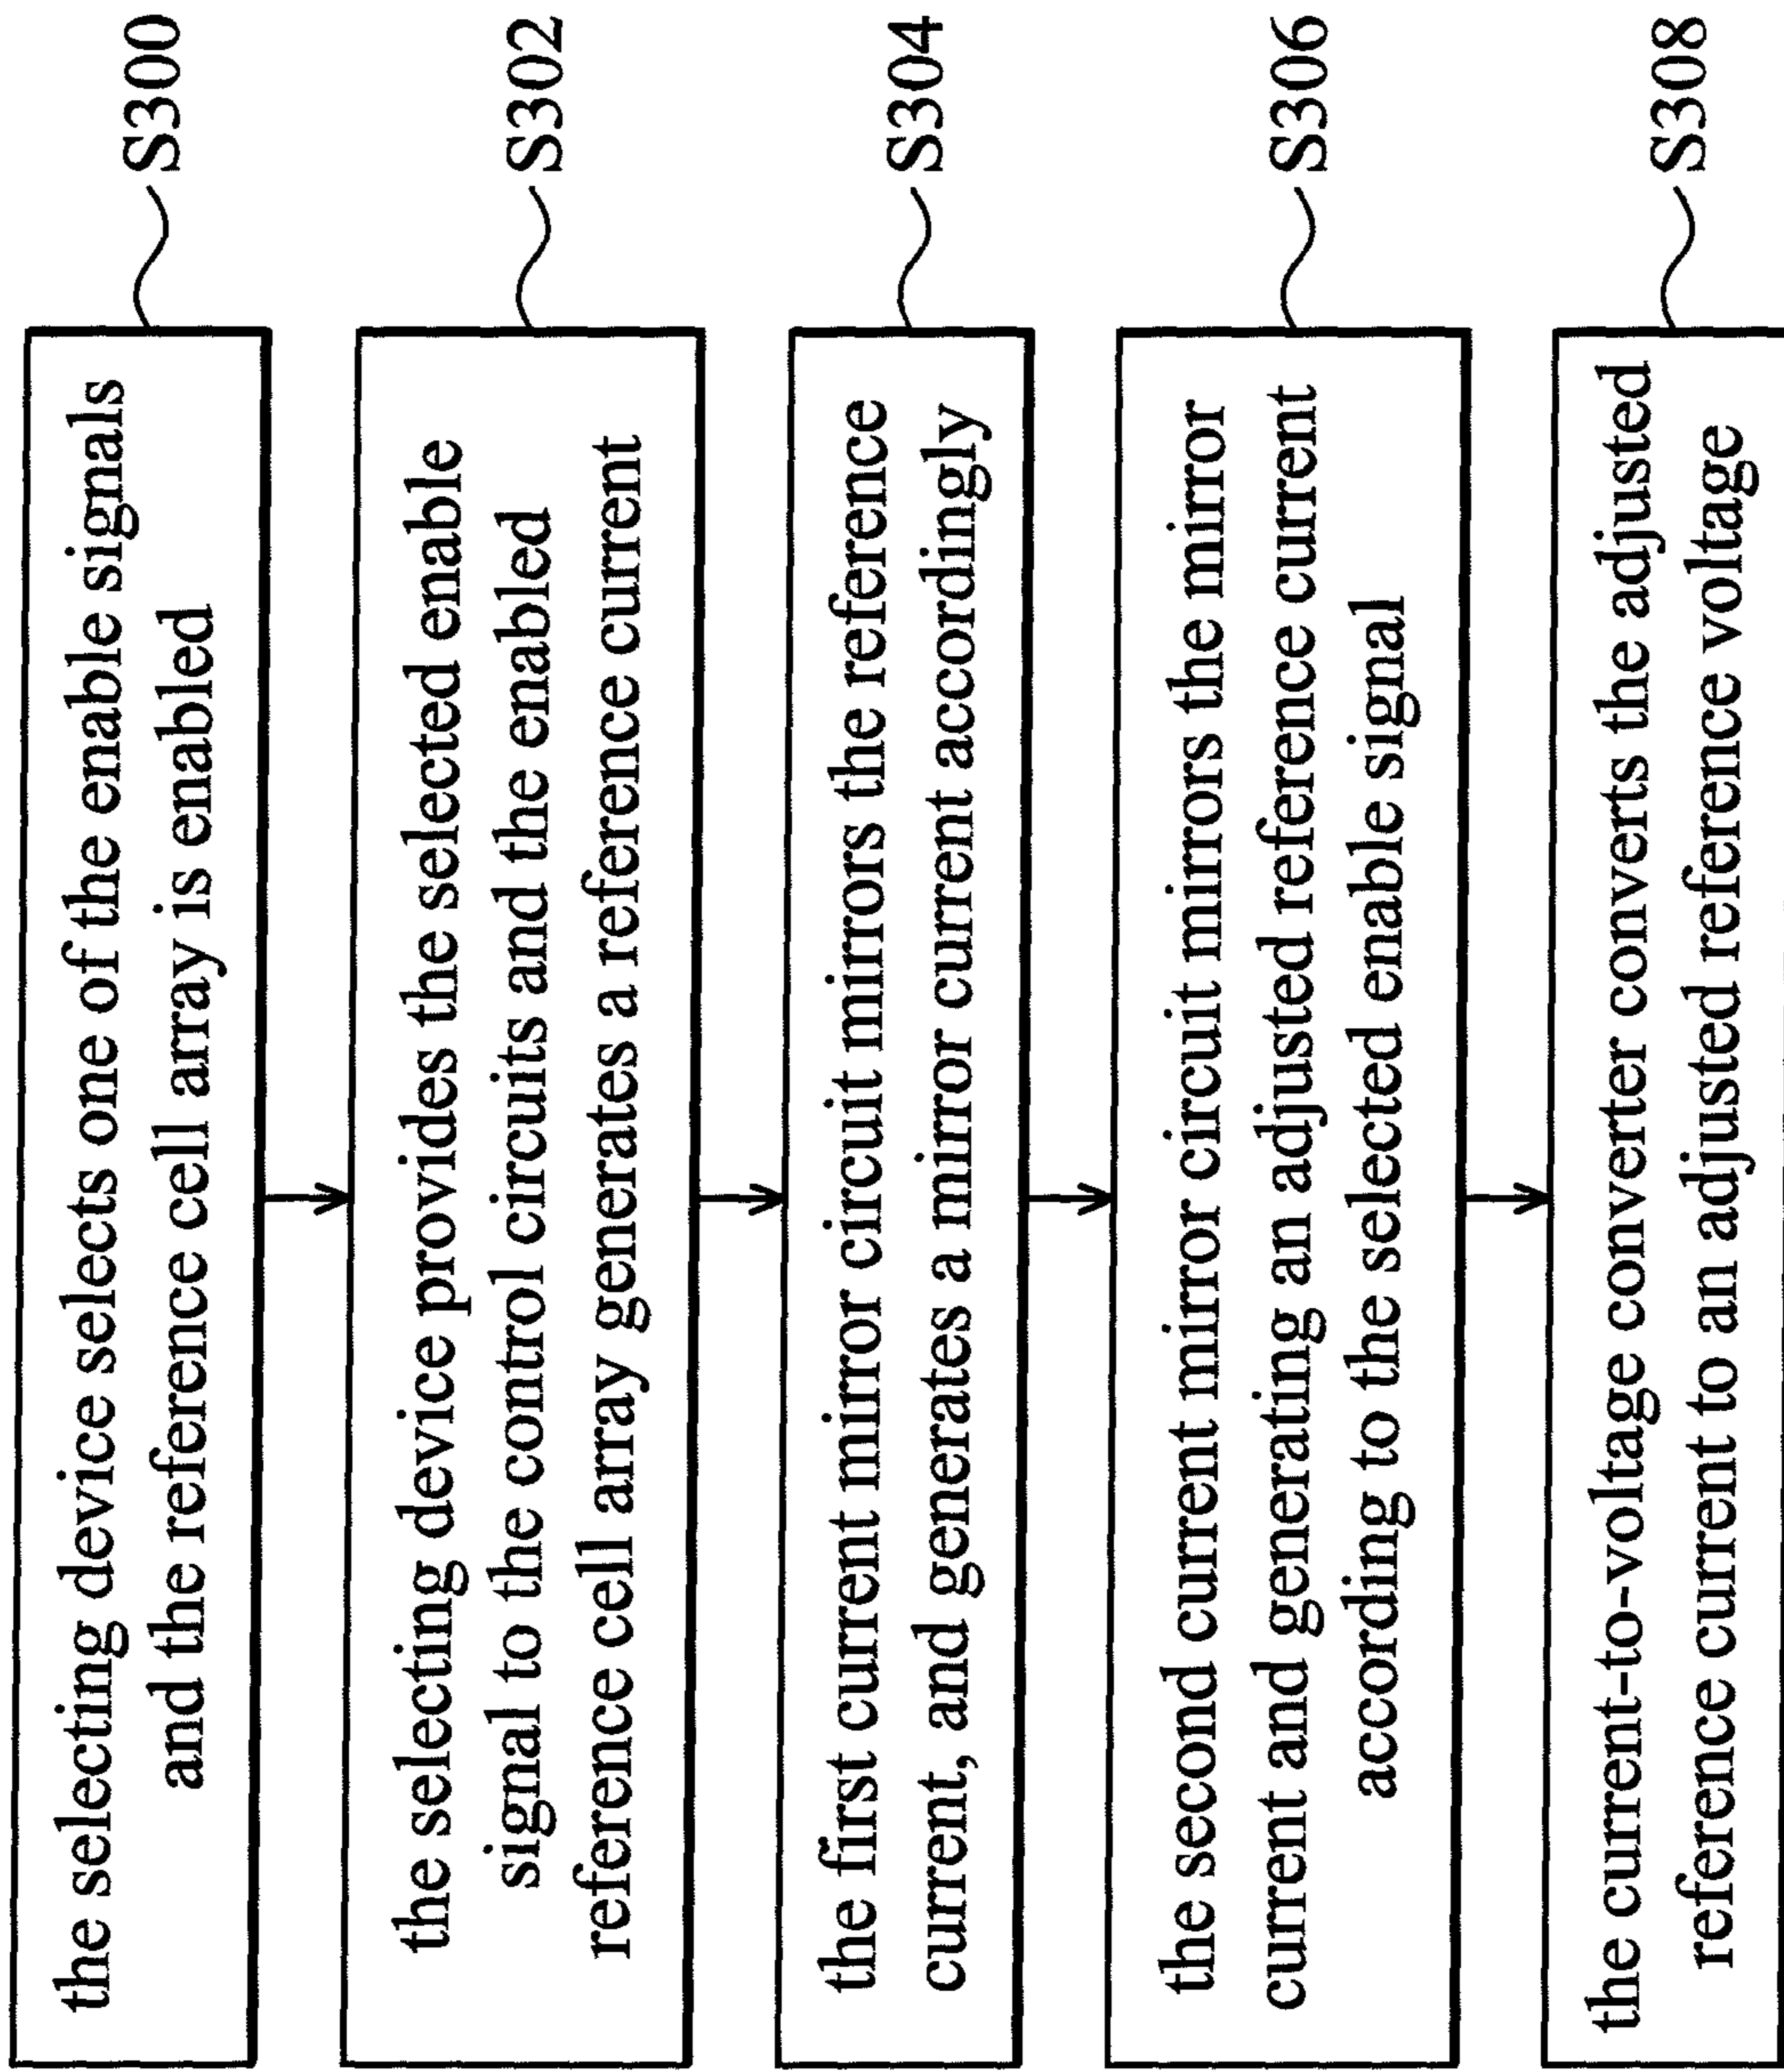 the selecting device selects one of the enable signals
and the reference cell array is enabled
S300
the selecting device provides the selected enable
signal to the control circuits and the enabled
reference cell array generates a reference current
S302
the first current mirror circuit mirrors the reference
current, and generates a mirror current accordingly
S304
the second current mirror circuit mirrors the mirror
current and generating an adjusted reference current
according to the selected enable signal
S306
the current-to-voltage converter converts the adjusted
reference current to an adjusted reference voltage
S308